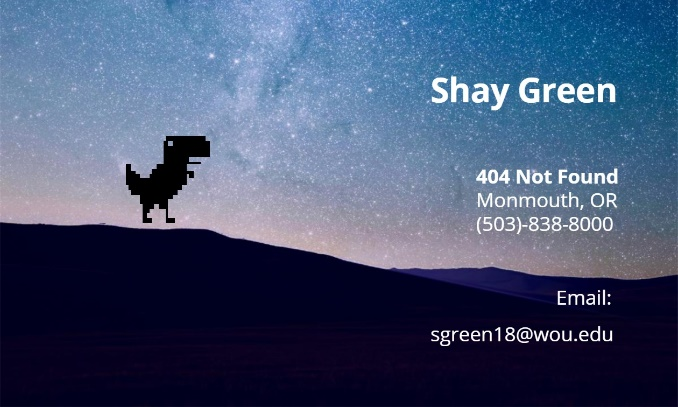 Shay Green
404 Not Found
Monmouth, OR
(503)-838-8000
Email:
sgreen18@wou.edu